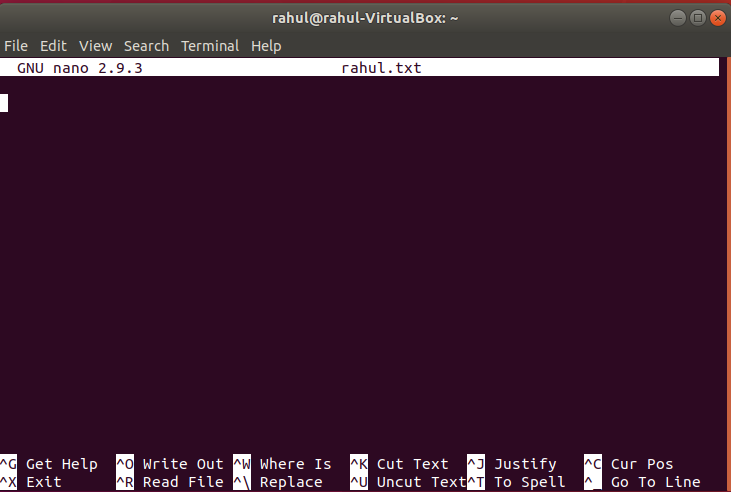 rahul@rahul-VirtualBox: ~
File Edit View Search Terminal Help
GNU nano 2.9.3 rahul.txt
^G Get Help ^O Write Out ^W Where Is ^K Cut Text ^J Justify ^C Cur Pos
^X Exit ^R Read File ^\ Replace ^U Uncut Text ^T To Spell ^_ Go To Line